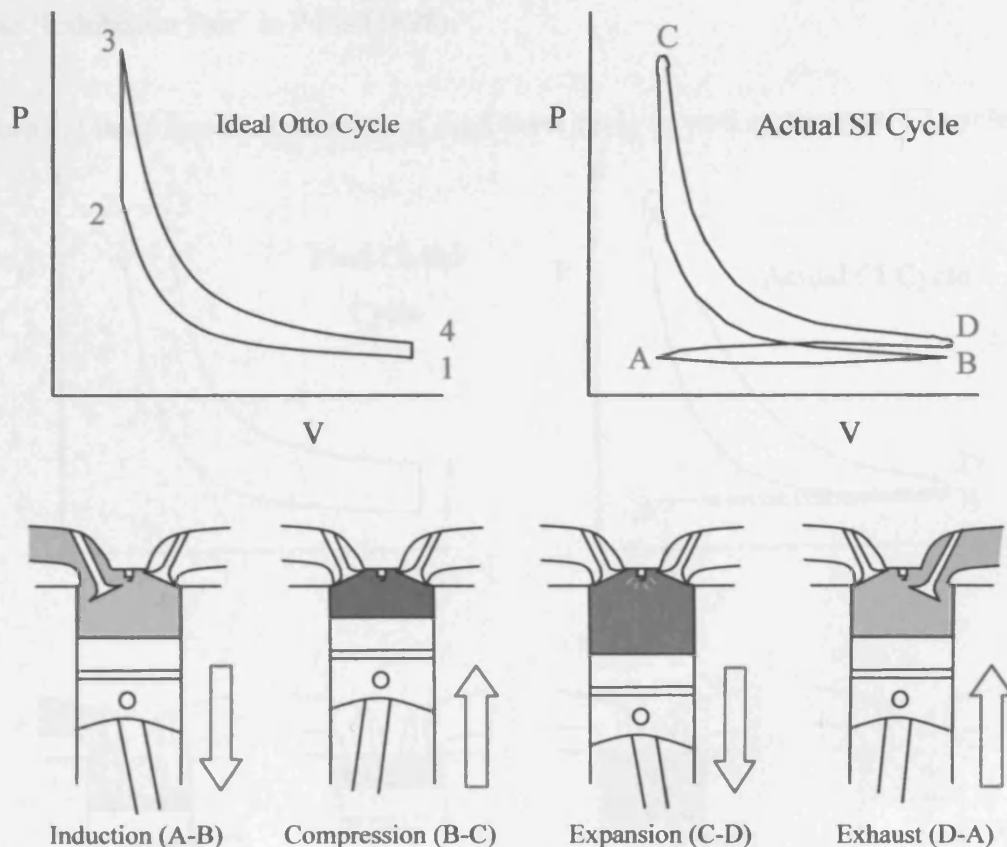 3
P
Ideal Otto Cycle
2
4
1
V
C
P
Actual SI Cycle
A
D
B
V
Induction (A-B)
Compression (B-C)
Expansion (C-D)
Exhaust (D-A)